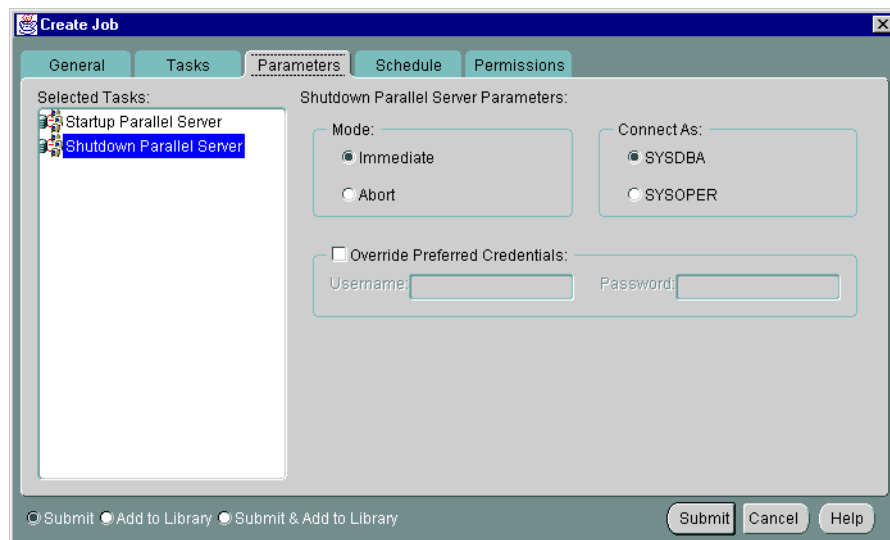 Create Job
General Tasks Parameters Schedule Permissions
Selected Tasks:
Startup Parallel Server
Shutdown Parallel Server
Shutdown Parallel Server Parameters:
Mode:
Immediate
Abort
Connect As:
SYSDBA
SYSOPER
Override Preferred Credentials:
Username: Password:
Submit Add to Library Submit & Add to Library
Submit Cancel Help